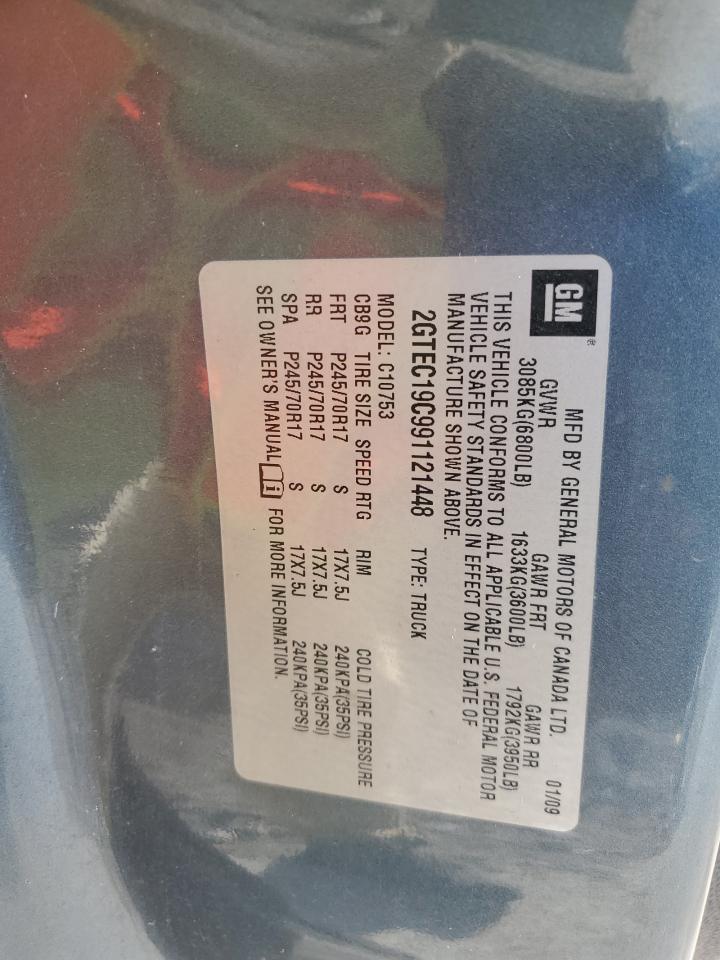 GM®
MFD BY GENERAL MOTORS OF CANADA LTD. 01/09
GVWR GAWR FRT GAWR RR
3085KG(6800LB) 1633KG(3600LB) 1792KG(3950LB)
THIS VEHICLE CONFORMS TO ALL APPLICABLE U.S. FEDERAL MOTOR
VEHICLE SAFETY STANDARDS IN EFFECT ON THE DATE OF
MANUFACTURE SHOWN ABOVE.
2GTEC19C991121448 TYPE: TRUCK
MODEL: C10753
CB9G TIRE SIZE SPEED RTG RIM COLD TIRE PRESSURE
FRT P245/70R17 S 17X7.5J 240KPA(35PSI)
RR P245/70R17 S 17X7.5J 240KPA(35PSI)
SPA P245/70R17 S 17X7.5J 240KPA(35PSI)
SEE OWNER'S MANUAL i FOR MORE INFORMATION.